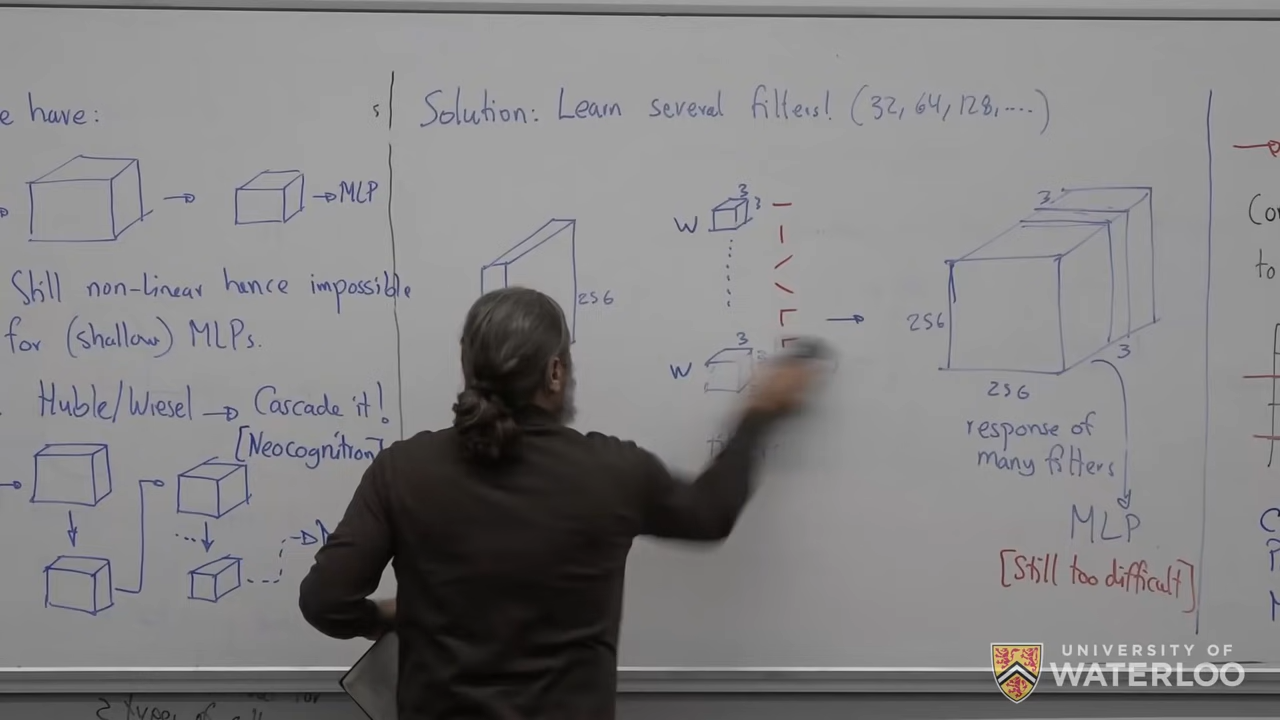 e have:
MLP
Still non-linear hence impossible
for (shallow) MLPs.
Huble/Wiesel → Cascade it!
[Neocognition]
Solution: Learn several filters! (32, 64, 128, ....)
256
W 3 3
W 3
3
256
3
256
response of
many filters
MLP
[Still too difficult]
to
UNIVERSITY OF
WATERLOO